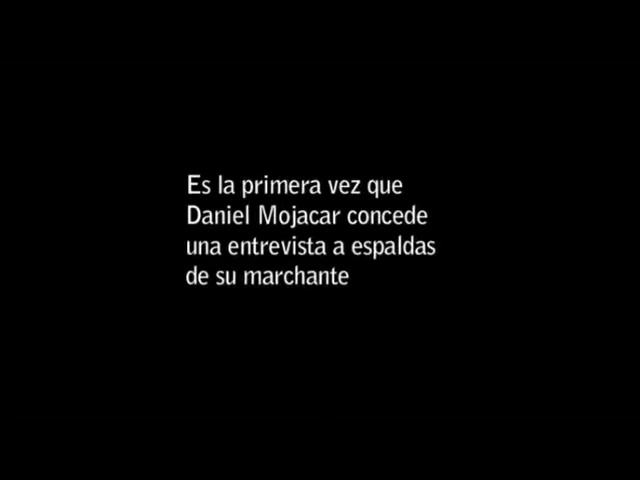 Es la primera vez que
Daniel Mojacar concede
una entrevista a espaldas
de su marchante